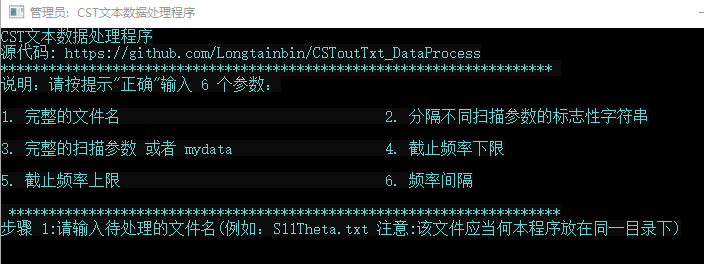 管理员: CST文本数据处理程序
CST文本数据处理程序
源代码: https://github.com/Longtainbin/CSToutTxt_DataProcess
*********************************************************************
说明: 请按提示"正确"输入 6 个参数:
1. 完整的文件名 2. 分隔不同扫描参数的标志性字符串
3. 完整的扫描参数 或者 mydata 4. 截止频率下限
5. 截止频率上限 6. 频率间隔
*********************************************************************
步骤 1:请输入待处理的文件名(例如: S11Theta.txt 注意:该文件应当何本程序放在同一目录下)